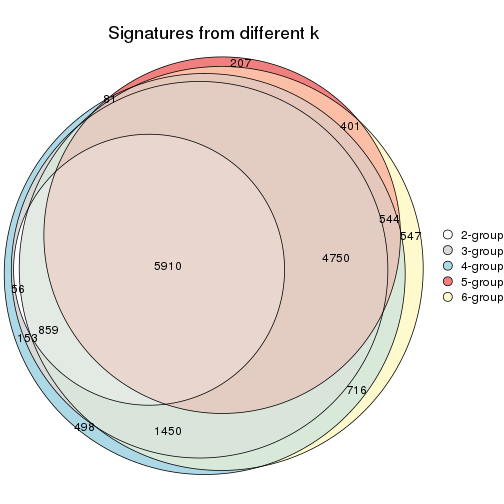 Signatures from different k
207
81
401
544
547
4750
5910
56
859
153
716
498
1450
2-group
3-group
4-group
5-group
6-group